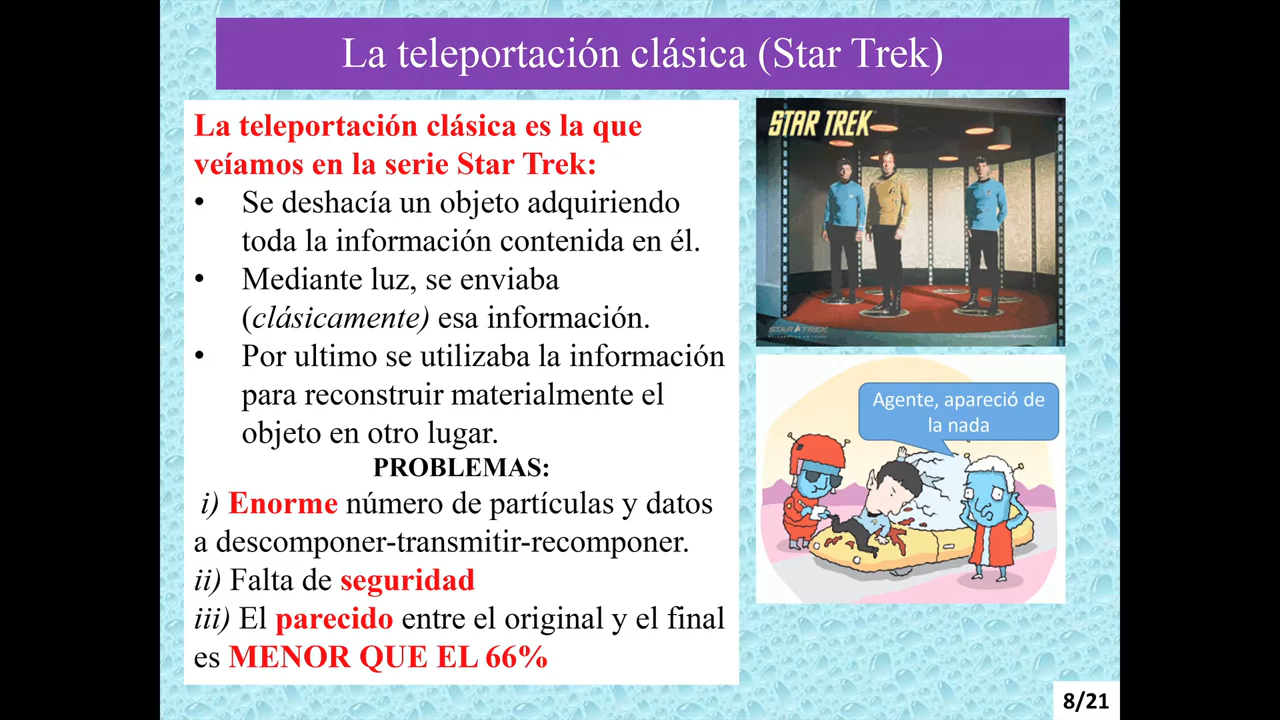 La teleportación clásica (Star Trek)
La teleportación clásica es la que
veíamos en la serie Star Trek:
• Se deshacía un objeto adquiriendo
toda la información contenida en él.
• Mediante luz, se enviaba
(clásicamente) esa información.
• Por ultimo se utilizaba la información
para reconstruir materialmente el
objeto en otro lugar.
PROBLEMAS:
i) Enorme número de partículas y datos
a descomponer-transmitir-recomponer.
ii) Falta de seguridad
iii) El parecido entre el original y el final
es MENOR QUE EL 66%
STAR TREK
STAR TREK
Agente, apareció de
la nada
8/21